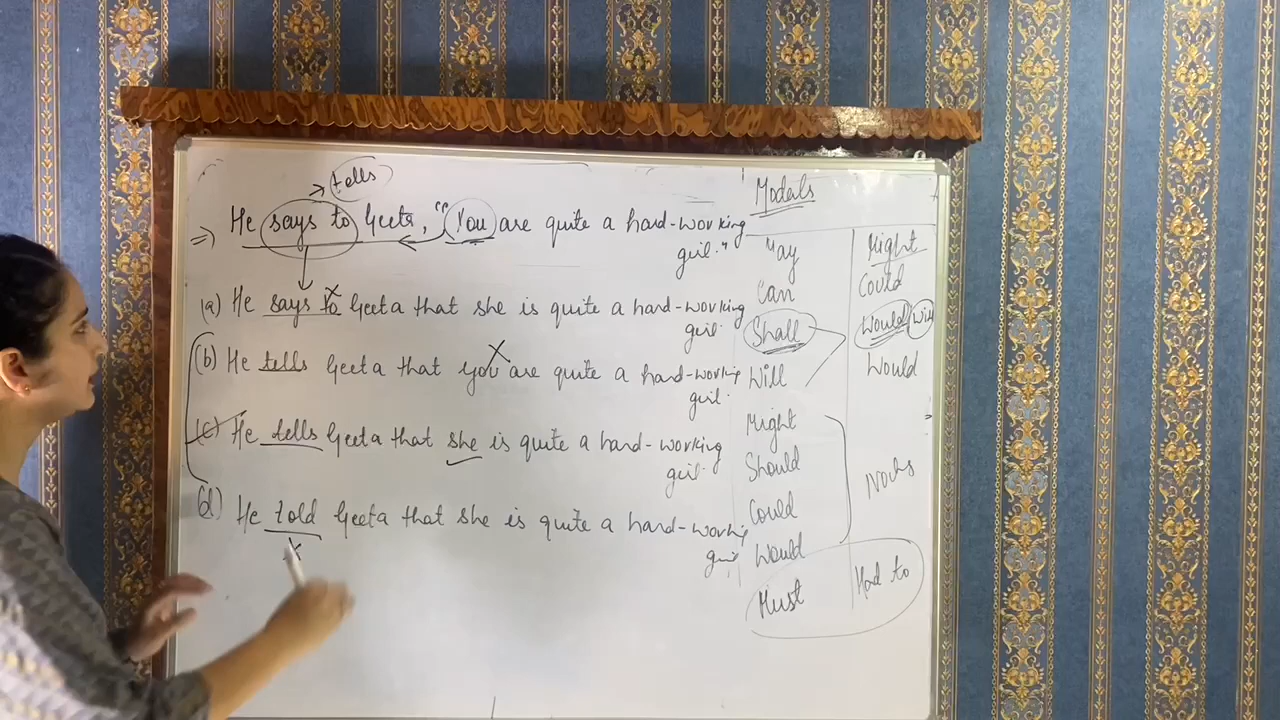 → tells
⇒ He says to Geeta, "You are quite a hard-working
girl."
(a) He says to Geeta that she is quite a hard-working
girl.
(b) He tells Geeta that you are quite a hard-working
girl.
(c) He tells Geeta that she is quite a hard-working
girl.
(d) He told Geeta that she is quite a hard-workin
girl
Modals
May Might
Can Could
Shall Would/Will
Will Would
Might
Should
Could
Would
Must Had to